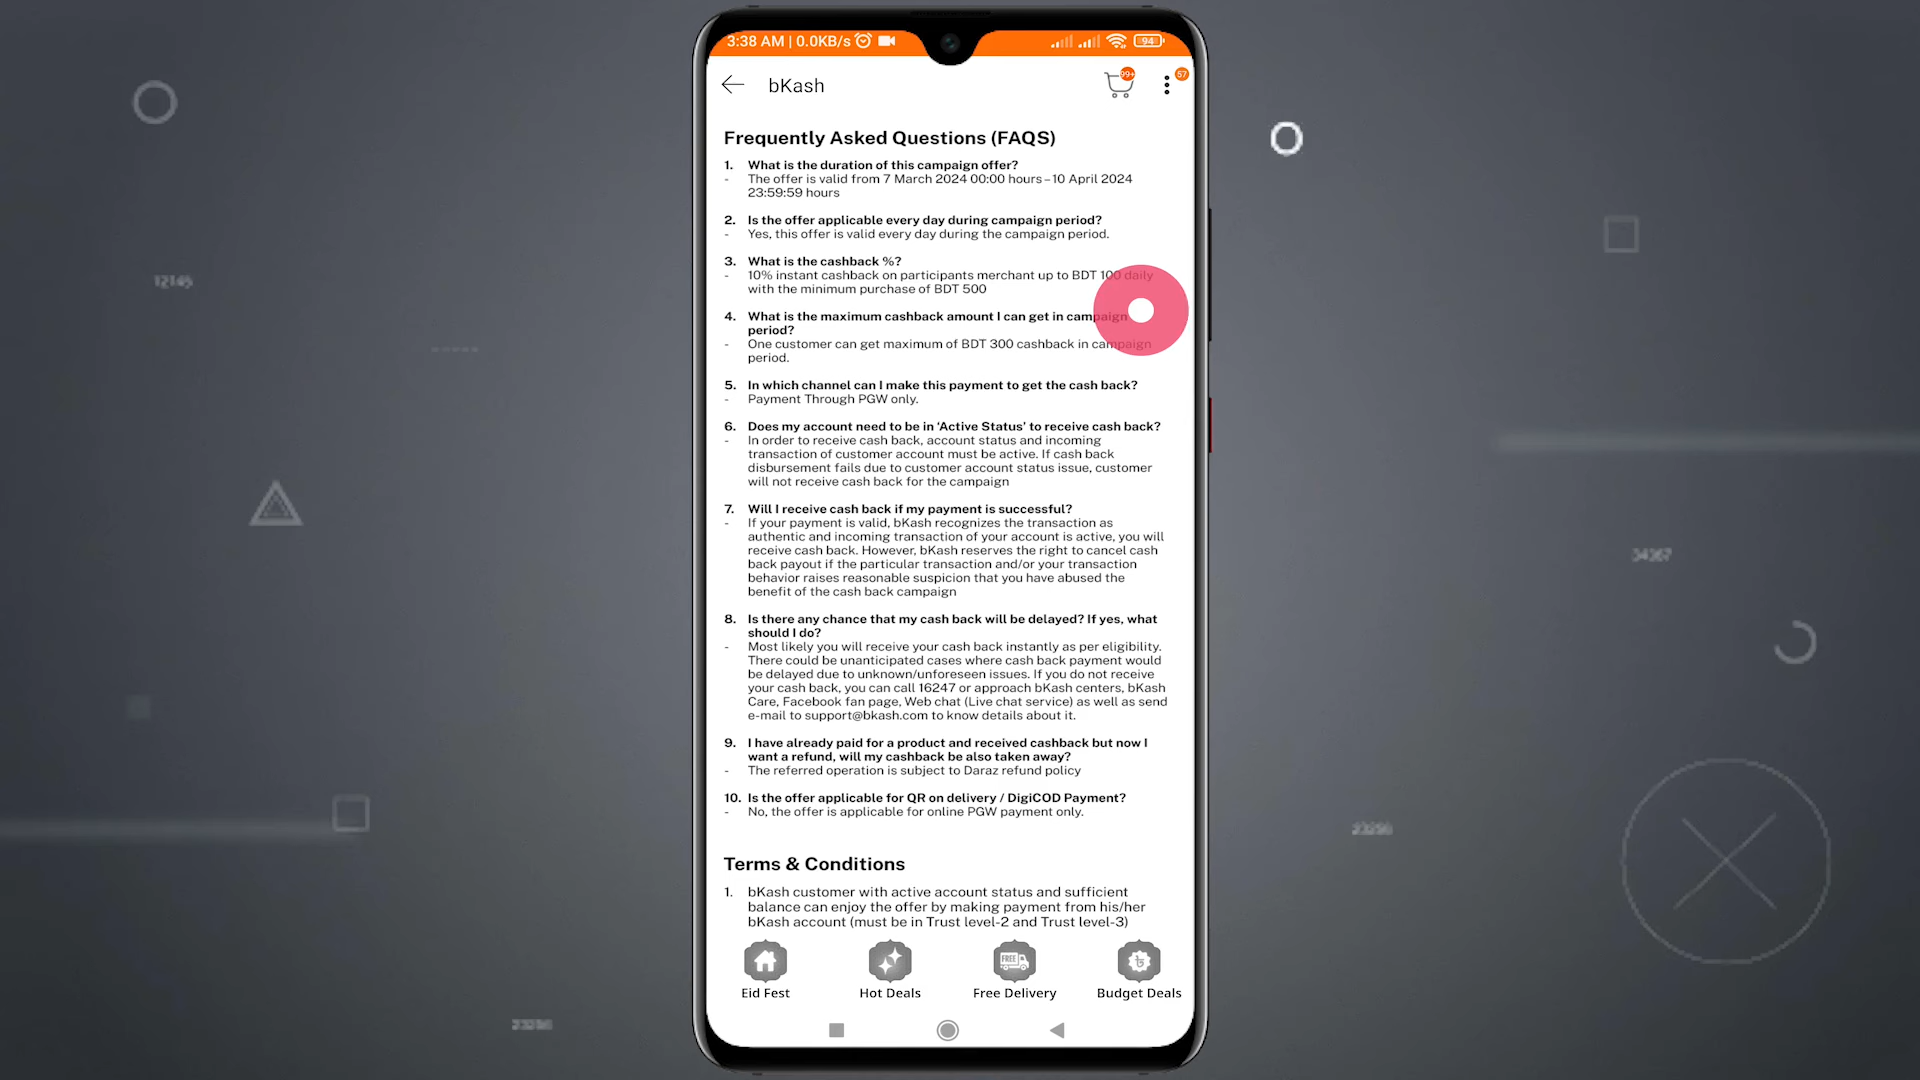 3:38 AM | 0.0KB/s
94
bKash
99+
57
Frequently Asked Questions (FAQS)
1. What is the duration of this campaign offer?
- The offer is valid from 7 March 2024 00:00 hours – 10 April 2024
23:59:59 hours
2. Is the offer applicable every day during campaign period?
- Yes, this offer is valid every day during the campaign period.
3. What is the cashback %?
- 10% instant cashback on participants merchant up to BDT 100 daily
with the minimum purchase of BDT 500
4. What is the maximum cashback amount I can get in campaign
period?
- One customer can get maximum of BDT 300 cashback in campaign
period.
5. In which channel can I make this payment to get the cash back?
- Payment Through PGW only.
6. Does my account need to be in ‘Active Status’ to receive cash back?
- In order to receive cash back, account status and incoming
transaction of customer account must be active. If cash back
disbursement fails due to customer account status issue, customer
will not receive cash back for the campaign
7. Will I receive cash back if my payment is successful?
- If your payment is valid, bKash recognizes the transaction as
authentic and incoming transaction of your account is active, you will
receive cash back. However, bKash reserves the right to cancel cash
back payout if the particular transaction and/or your transaction
behavior raises reasonable suspicion that you have abused the
benefit of the cash back campaign
8. Is there any chance that my cash back will be delayed? If yes, what
should I do?
- Most likely you will receive your cash back instantly as per eligibility.
There could be unanticipated cases where cash back payment would
be delayed due to unknown/unforeseen issues. If you do not receive
your cash back, you can call 16247 or approach bKash centers, bKash
Care, Facebook fan page, Web chat (Live chat service) as well as send
e-mail to support@bkash.com to know details about it.
9. I have already paid for a product and received cashback but now I
want a refund, will my cashback be also taken away?
- The referred operation is subject to Daraz refund policy
10. Is the offer applicable for QR on delivery / DigiCOD Payment?
- No, the offer is applicable for online PGW payment only.
Terms & Conditions
1. bKash customer with active account status and sufficient
balance can enjoy the offer by making payment from his/her
bKash account (must be in Trust level-2 and Trust level-3)
FREE
৳
Eid Fest
Hot Deals
Free Delivery
Budget Deals